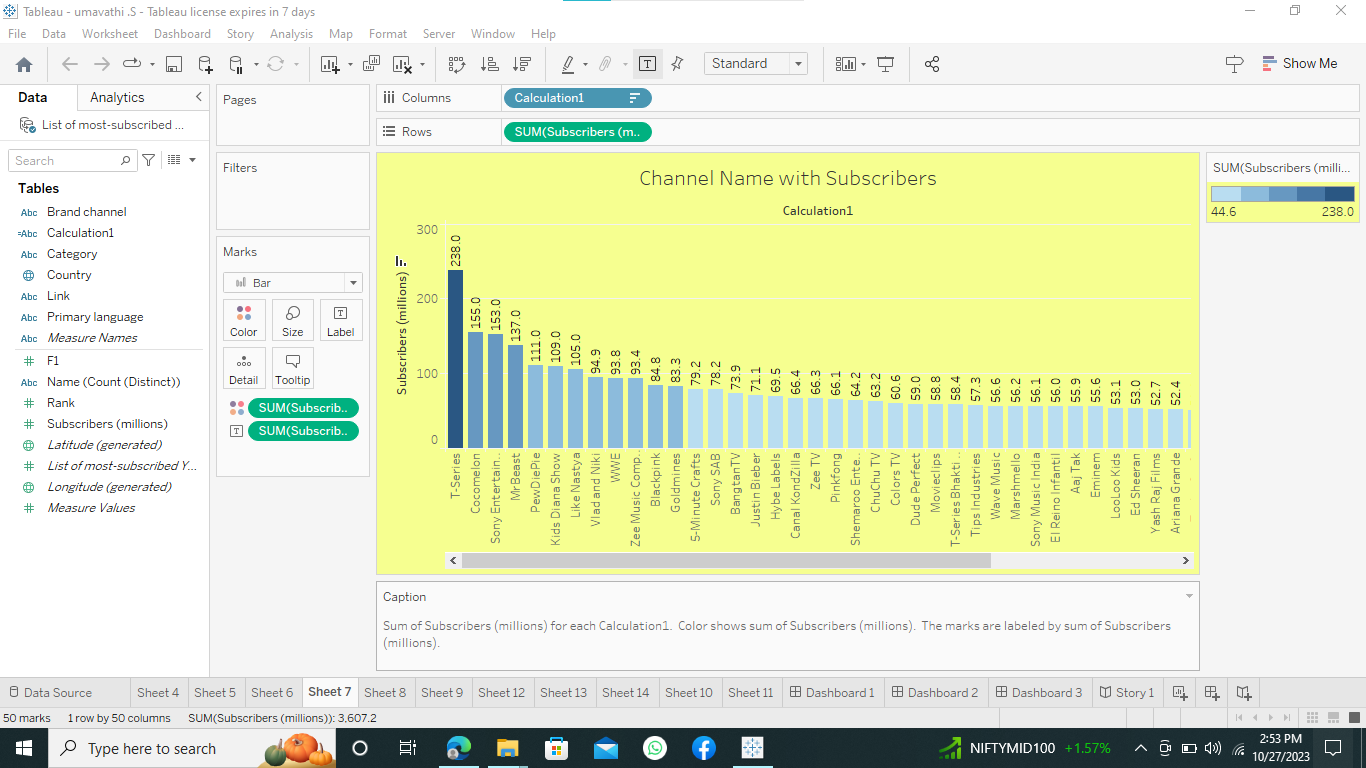 Tableau - umavathi .S - Tableau license expires in 7 days
File Data Worksheet Dashboard Story Analysis Map Format Server Window Help
Standard
Show Me
Data Analytics
List of most-subscribed ...
Search
Tables
Abc Brand channel
=Abc Calculation1
Abc Category
Country
Abc Link
Abc Primary language
Abc Measure Names
F1
Abc Name (Count (Distinct))
Rank
Subscribers (millions)
Latitude (generated)
List of most-subscribed Y...
Longitude (generated)
Measure Values
Pages
Filters
Marks
Bar
Color Size Label
Detail Tooltip
SUM(Subscrib..
SUM(Subscrib..
Columns Calculation1
Rows SUM(Subscribers (m..
Channel Name with Subscribers
Calculation1
Subscribers (millions)
300
200
100
0
238.0 155.0 153.0 137.0 111.0 109.0 105.0 94.9 93.8 93.4 84.8 83.3 79.2 78.2 73.9 71.1 69.5 66.4 66.3 66.1 64.2 63.2 60.6 59.0 58.8 58.4 57.3 56.6 56.2 56.1 56.0 55.9 55.6 53.1 53.0 52.7 52.4
T-Series
Cocomelon
Sony Entertain..
MrBeast
PewDiePie
Kids Diana Show
Like Nastya
Vlad and Niki
WWE
Zee Music Comp..
Blackpink
Goldmines
5-Minute Crafts
Sony SAB
BangtanTV
Justin Bieber
Hybe Labels
Canal KondZilla
Zee TV
Pinkfong
Shemaroo Ente..
ChuChu TV
Colors TV
Dude Perfect
Movieclips
T-Series Bhakti ..
Tips Industries
Wave Music
Marshmello
Sony Music India
El Reino Infantil
Aaj Tak
Eminem
LooLoo Kids
Ed Sheeran
Yash Raj Films
Ariana Grande
SUM(Subscribers (milli...
44.6 238.0
Caption
Sum of Subscribers (millions) for each Calculation1. Color shows sum of Subscribers (millions). The marks are labeled by sum of Subscribers
(millions).
Data Source Sheet 4 Sheet 5 Sheet 6 Sheet 7 Sheet 8 Sheet 9 Sheet 12 Sheet 13 Sheet 14 Sheet 10 Sheet 11 Dashboard 1 Dashboard 2 Dashboard 3 Story 1
50 marks 1 row by 50 columns SUM(Subscribers (millions)): 3,607.2
Type here to search
NIFTYMID100 +1.57%
2:53 PM
10/27/2023